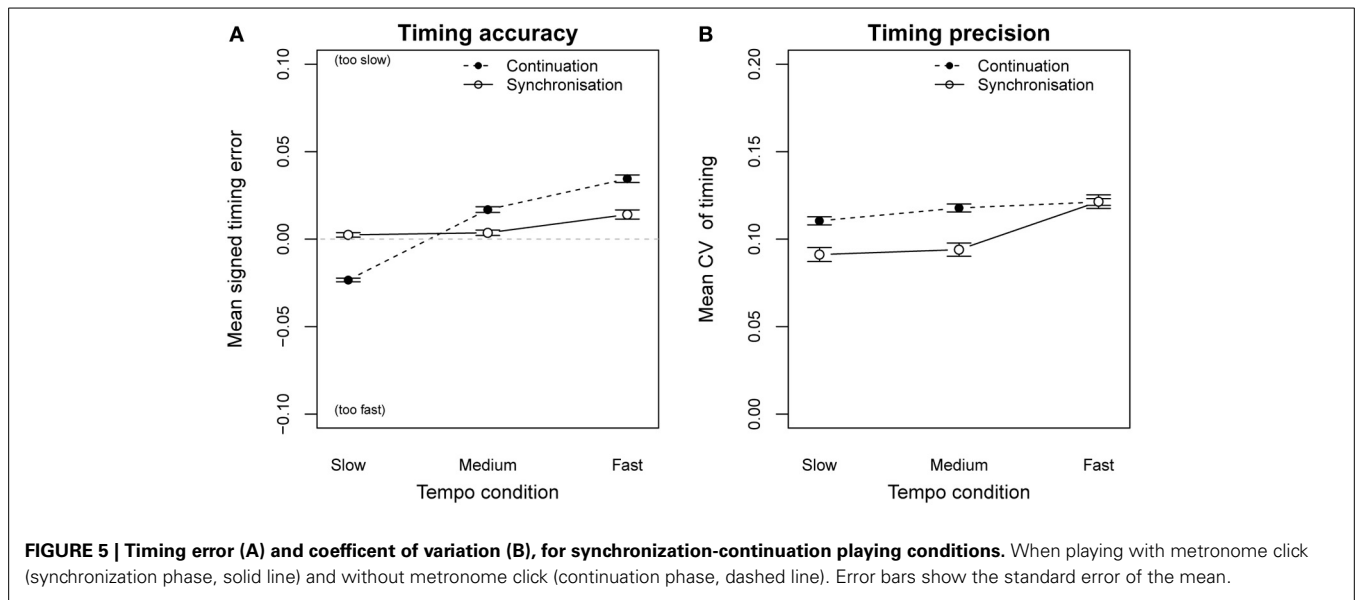 A
Timing accuracy
(too slow)
Continuation
Synchronisation
Mean signed timing error
0.10
0.05
0.00
−0.05
−0.10
(too fast)
Slow Medium Fast
Tempo condition
B
Timing precision
Continuation
Synchronisation
Mean CV of timing
0.20
0.15
0.10
0.05
0.00
Slow Medium Fast
Tempo condition
FIGURE 5 | Timing error (A) and coefficent of variation (B), for synchronization-continuation playing conditions. When playing with metronome click
(synchronization phase, solid line) and without metronome click (continuation phase, dashed line). Error bars show the standard error of the mean.